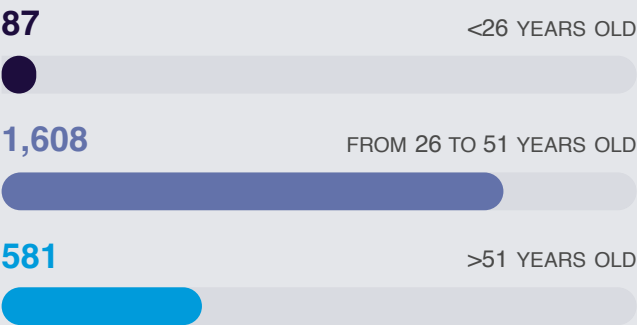 87 <26 YEARS OLD
1,608 FROM 26 TO 51 YEARS OLD
581 >51 YEARS OLD